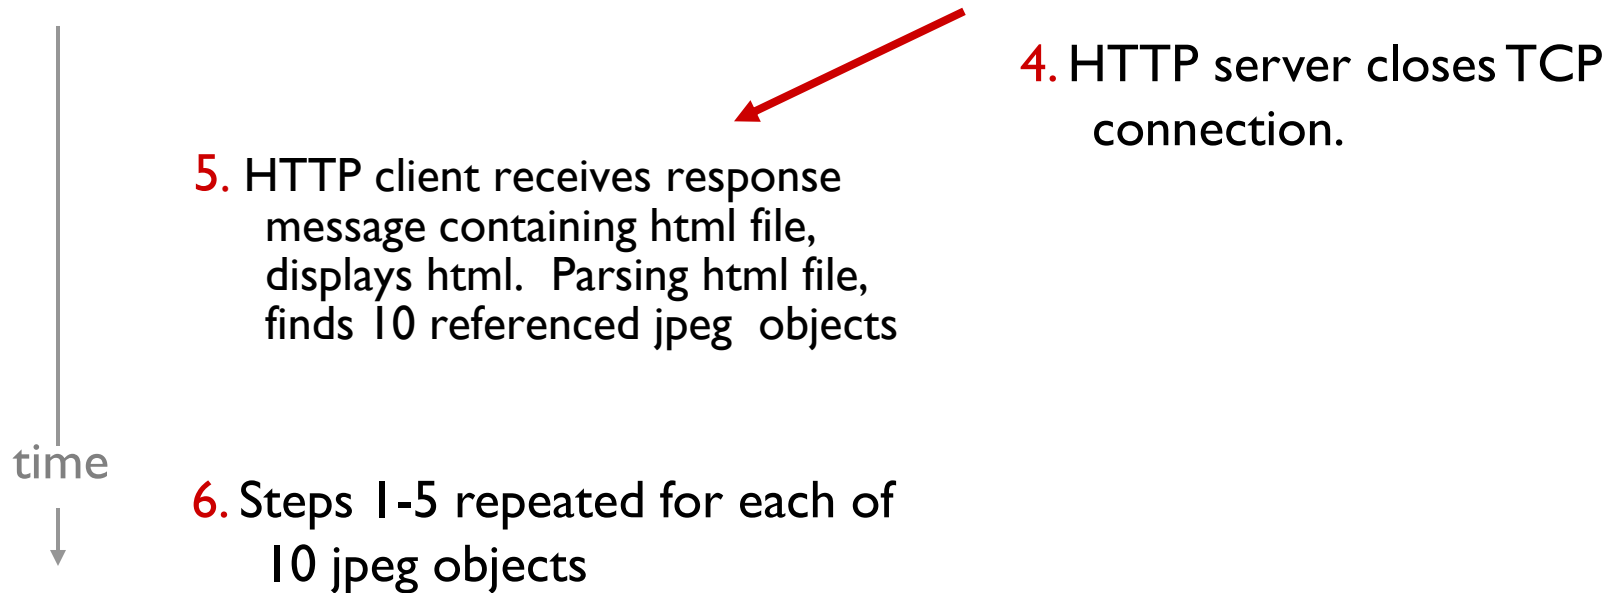 4. HTTP server closes TCP
connection.
5. HTTP client receives response
message containing html file,
displays html.  Parsing html file,
finds 10 referenced jpeg  objects
time
6. Steps 1-5 repeated for each of
10 jpeg objects